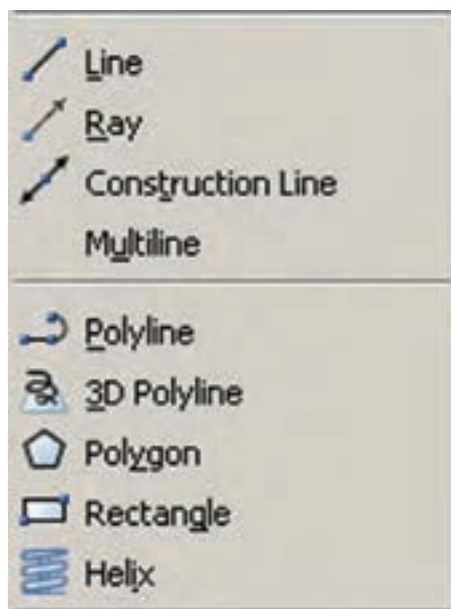 Line
Ray
Construction Line
Multiline
Polyline
3D Polyline
Polygon
Rectangle
Helix